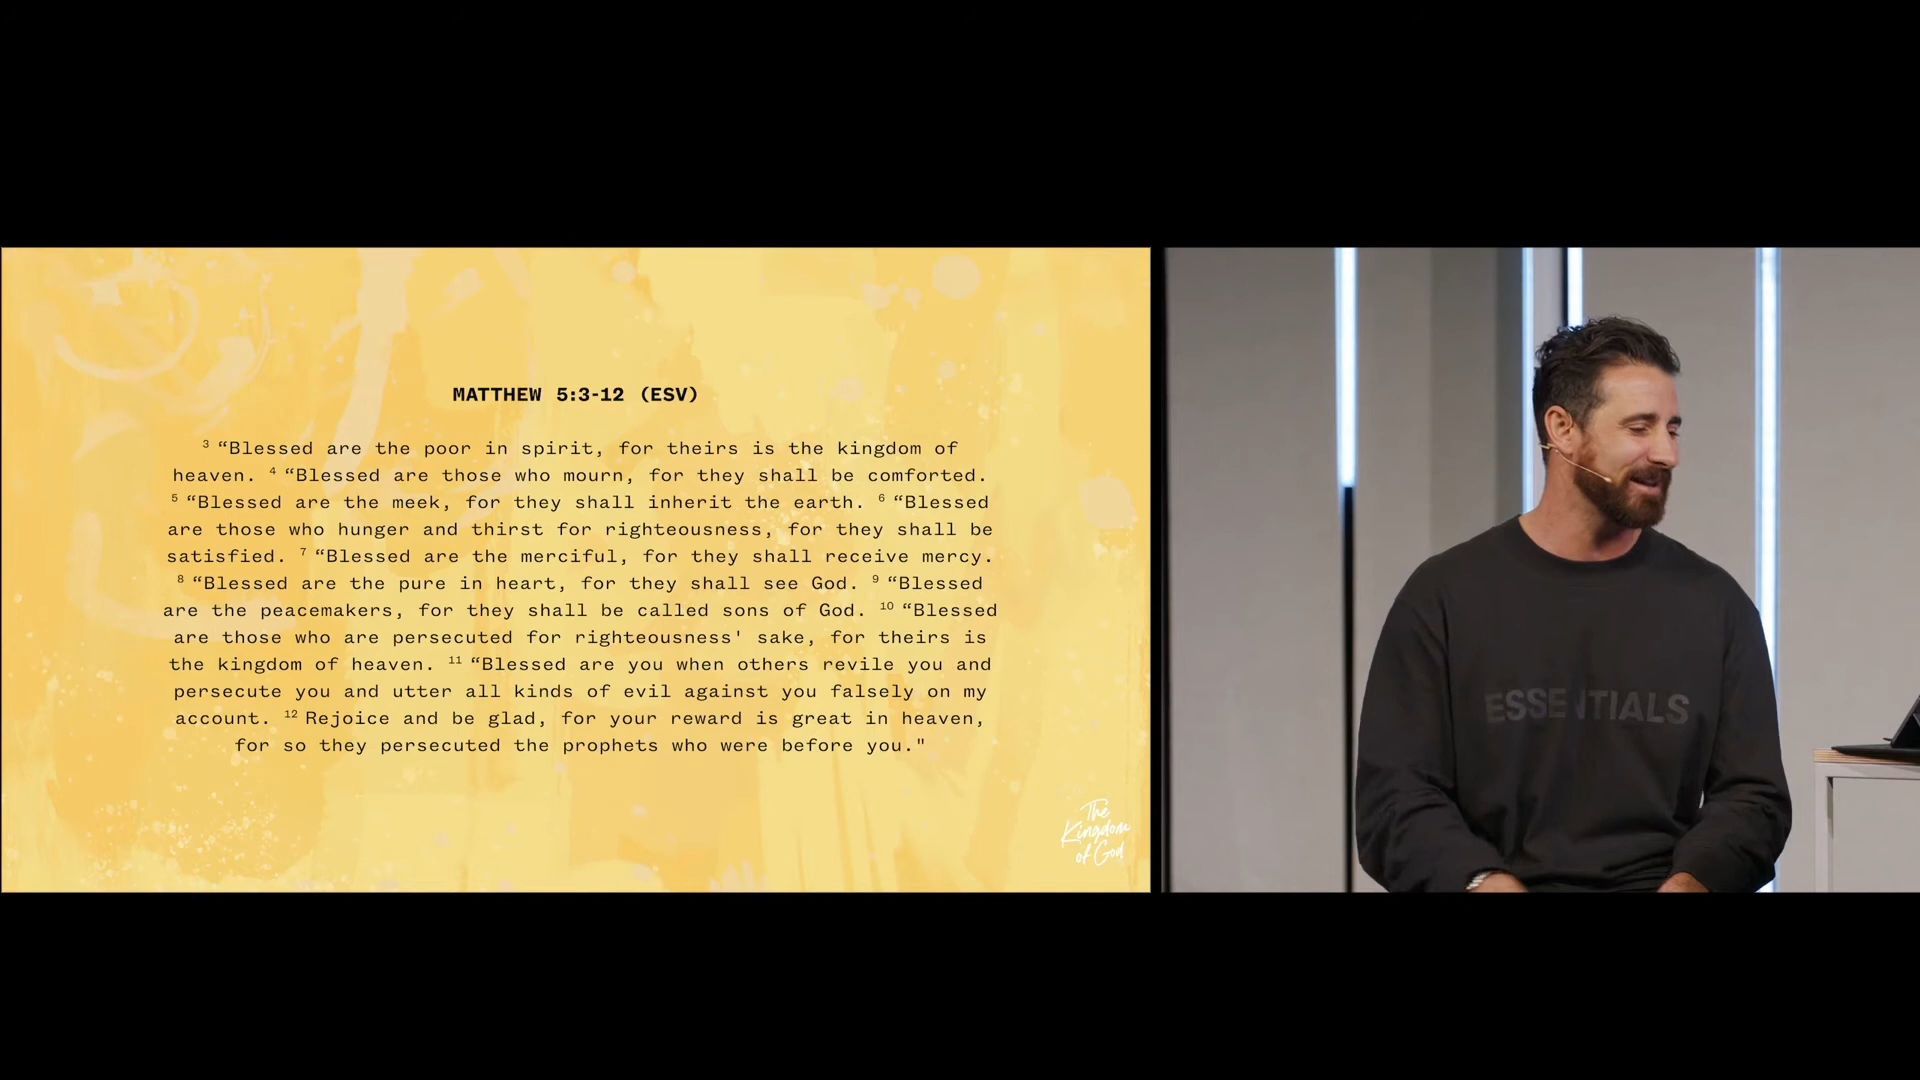 MATTHEW 5:3-12 (ESV)
3 “Blessed are the poor in spirit, for theirs is the kingdom of
heaven. 4 “Blessed are those who mourn, for they shall be comforted.
5 “Blessed are the meek, for they shall inherit the earth. 6 “Blessed
are those who hunger and thirst for righteousness, for they shall be
satisfied. 7 “Blessed are the merciful, for they shall receive mercy.
8 “Blessed are the pure in heart, for they shall see God. 9 “Blessed
are the peacemakers, for they shall be called sons of God. 10 “Blessed
are those who are persecuted for righteousness' sake, for theirs is
the kingdom of heaven. 11 “Blessed are you when others revile you and
persecute you and utter all kinds of evil against you falsely on my
account. 12 Rejoice and be glad, for your reward is great in heaven,
for so they persecuted the prophets who were before you."
The
Kingdom
of God
ESSENTIALS